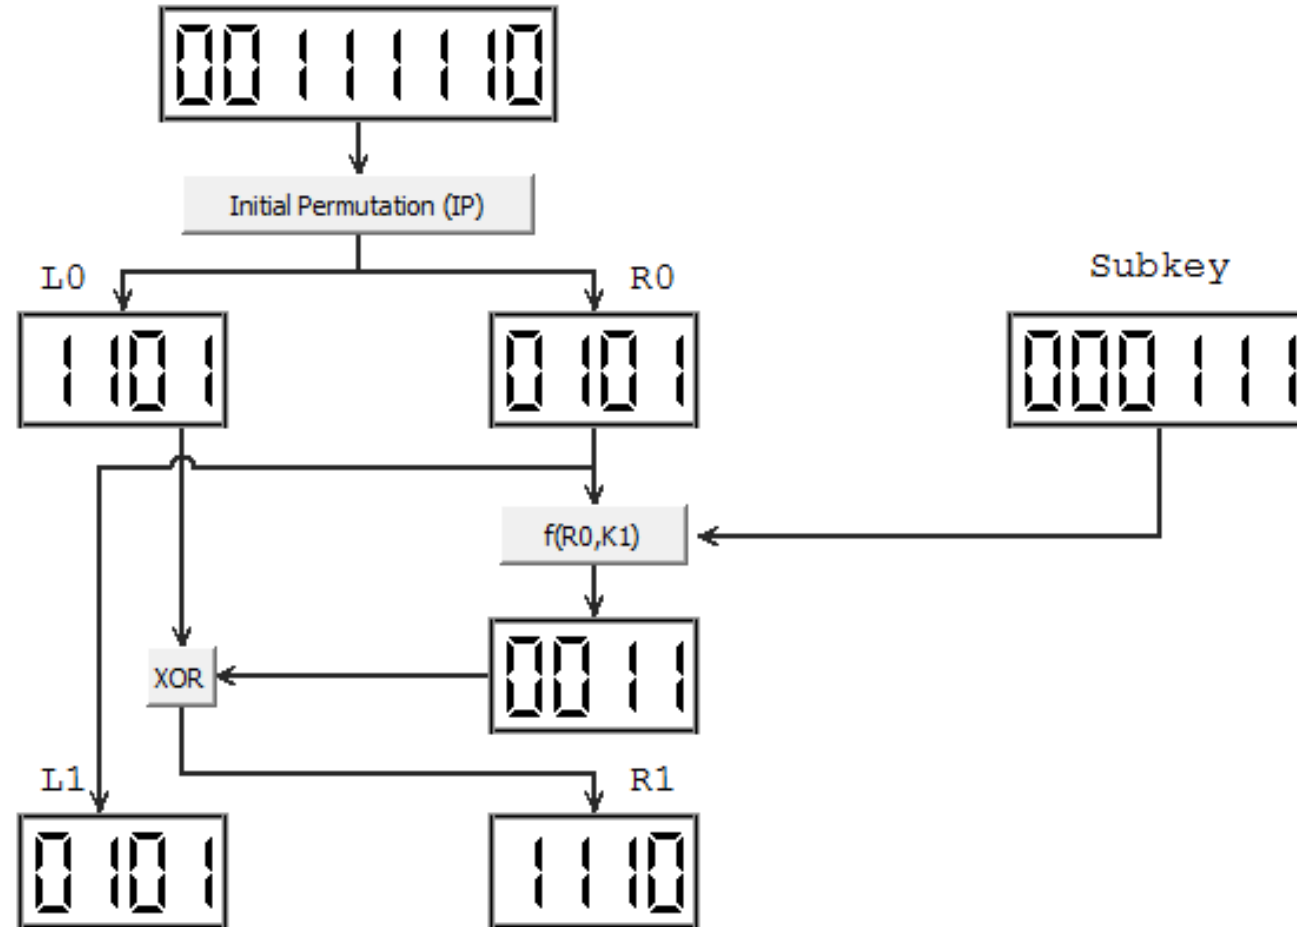 00111110
Initial Permutation (IP)
L0
R0
Subkey
1101
0101
000111
f(R0,K1)
XOR
0011
L1
R1
0101
1110